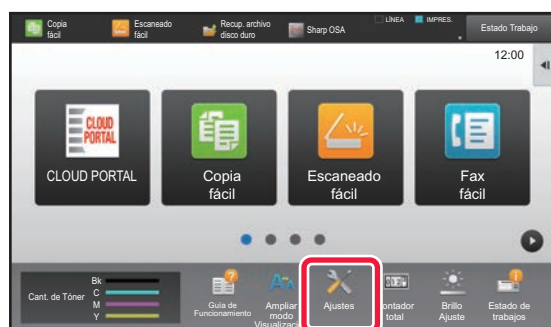 Copia
fácil
Escaneado
fácil
Recup. archivo
disco duro
Sharp OSA
LÍNEA
IMPRES.
Estado Trabajo
12:00
CLOUD
PORTAL
CLOUD PORTAL
Copia
fácil
Escaneado
fácil
Fax
fácil
Cant. de Tóner
Bk
C
M
Y
Guía de
Funcionamiento
Ampliar
modo
Visualizaci
Ajustes
ontador
total
Brillo
Ajuste
Estado de
trabajos